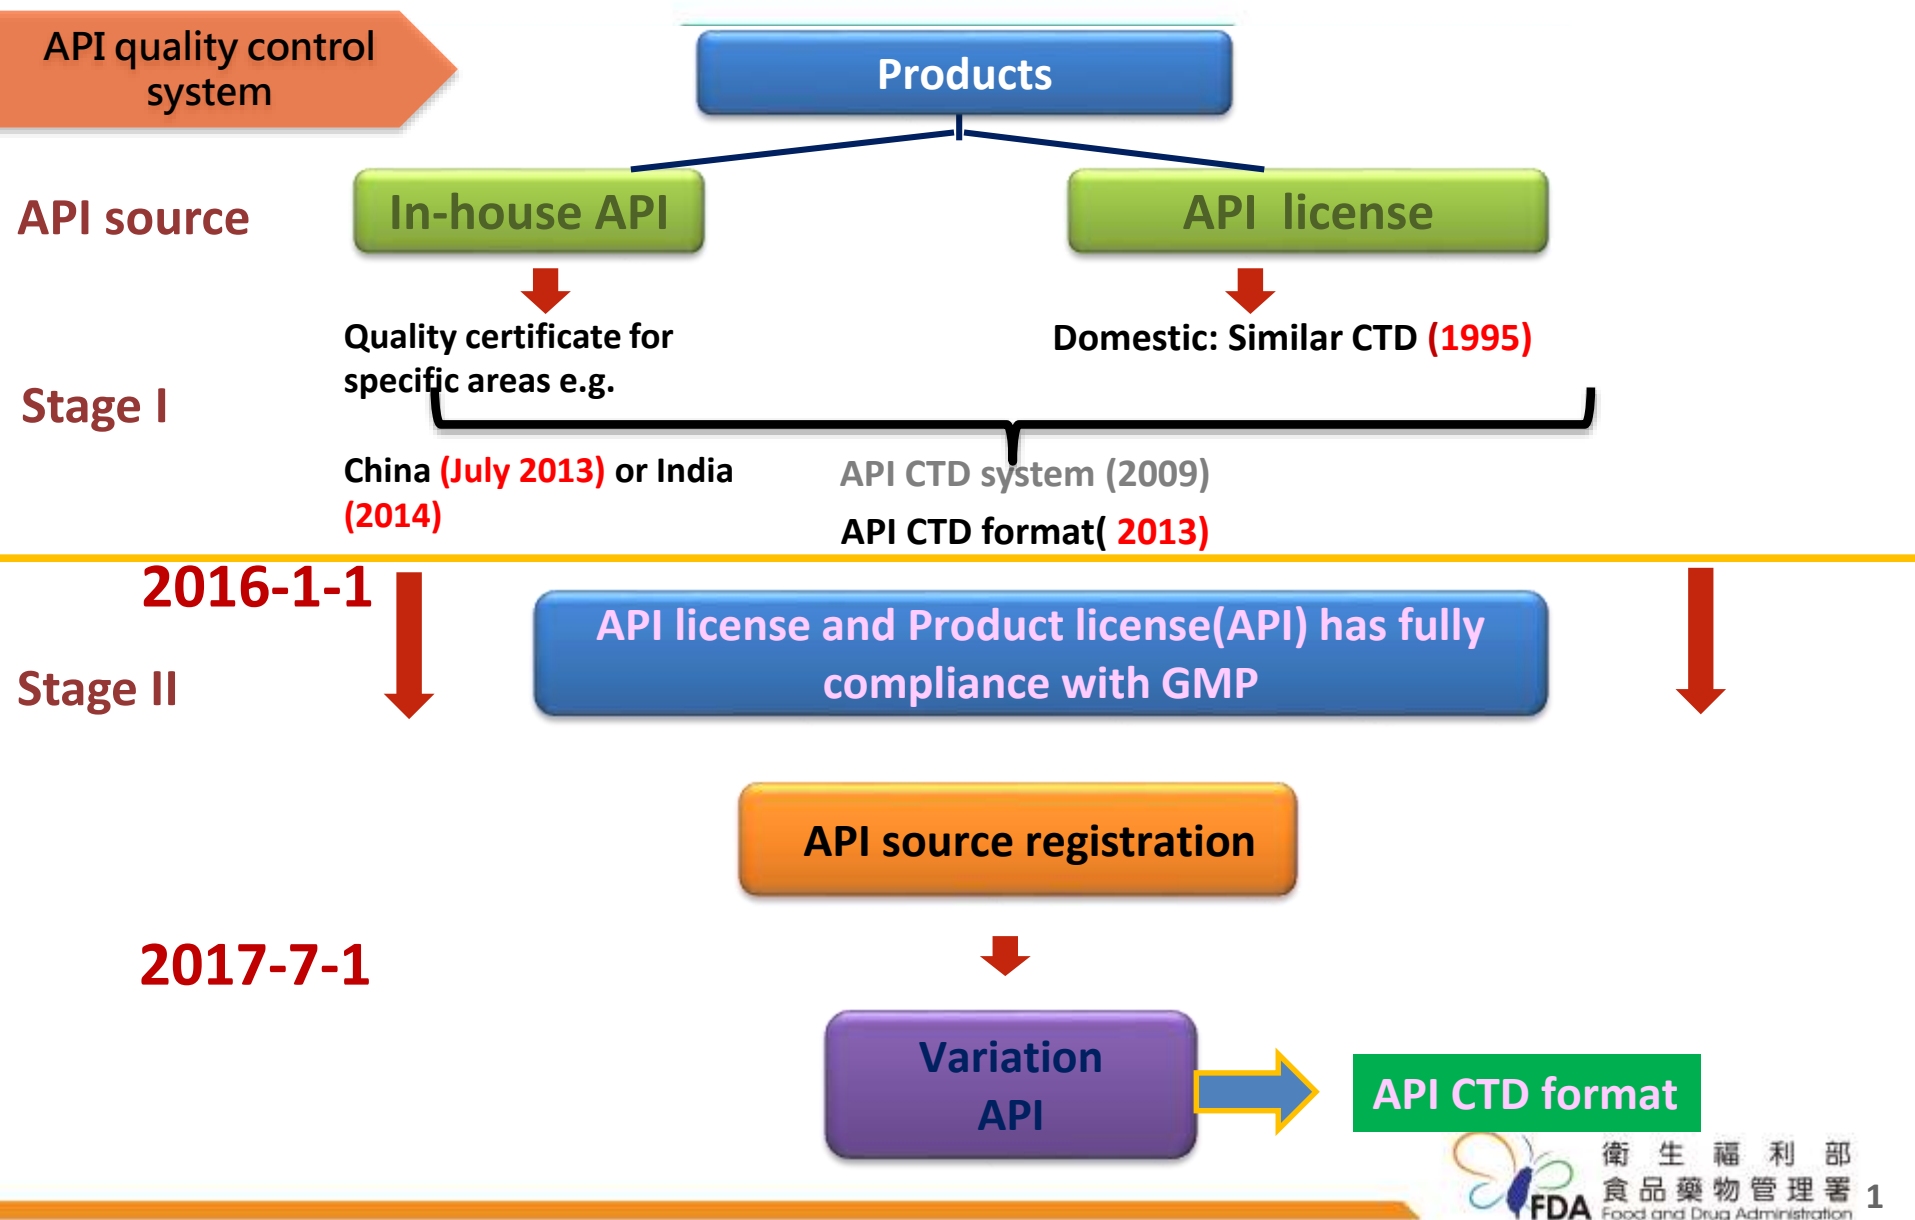 API quality control
system
Products
API source
In-house API
API license
Quality certificate for
specific areas e.g.
Domestic: Similar CTD (1995)
Stage I
China (July 2013) or India
(2014)
API CTD system (2009)
API CTD format( 2013)
2016-1-1
API license and Product license(API) has fully
compliance with GMP
Stage II
API source registration
2017-7-1
Variation
API
API CTD format
衛生福利部
食品藥物管理署
FDA
Food and Drug Administration
1